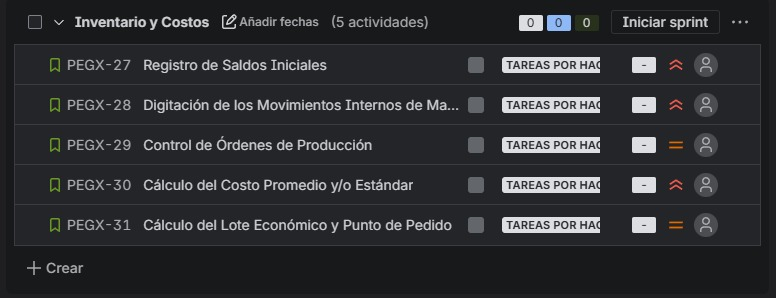 Inventario y Costos Añadir fechas (5 actividades) 0 0 0 Iniciar sprint
PEGX-27 Registro de Saldos Iniciales TAREAS POR HAC -
PEGX-28 Digitación de los Movimientos Internos de Ma... TAREAS POR HAC -
PEGX-29 Control de Órdenes de Producción TAREAS POR HAC -
PEGX-30 Cálculo del Costo Promedio y/o Estándar TAREAS POR HAC -
PEGX-31 Cálculo del Lote Económico y Punto de Pedido TAREAS POR HAC -
Crear